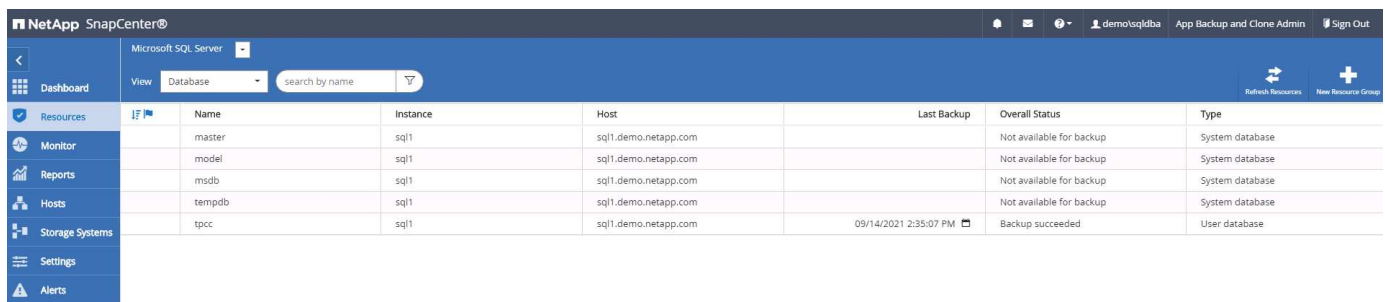 NetApp SnapCenter® demo\sqldba App Backup and Clone Admin Sign Out
Microsoft SQL Server
View Database search by name Refresh Resources New Resource Group
Dashboard
Resources
Monitor
Reports
Hosts
Storage Systems
Settings
Alerts
Name Instance Host Last Backup Overall Status Type
master sql1 sql1.demo.netapp.com Not available for backup System database
model sql1 sql1.demo.netapp.com Not available for backup System database
msdb sql1 sql1.demo.netapp.com Not available for backup System database
tempdb sql1 sql1.demo.netapp.com Not available for backup System database
tpcc sql1 sql1.demo.netapp.com 09/14/2021 2:35:07 PM Backup succeeded User database